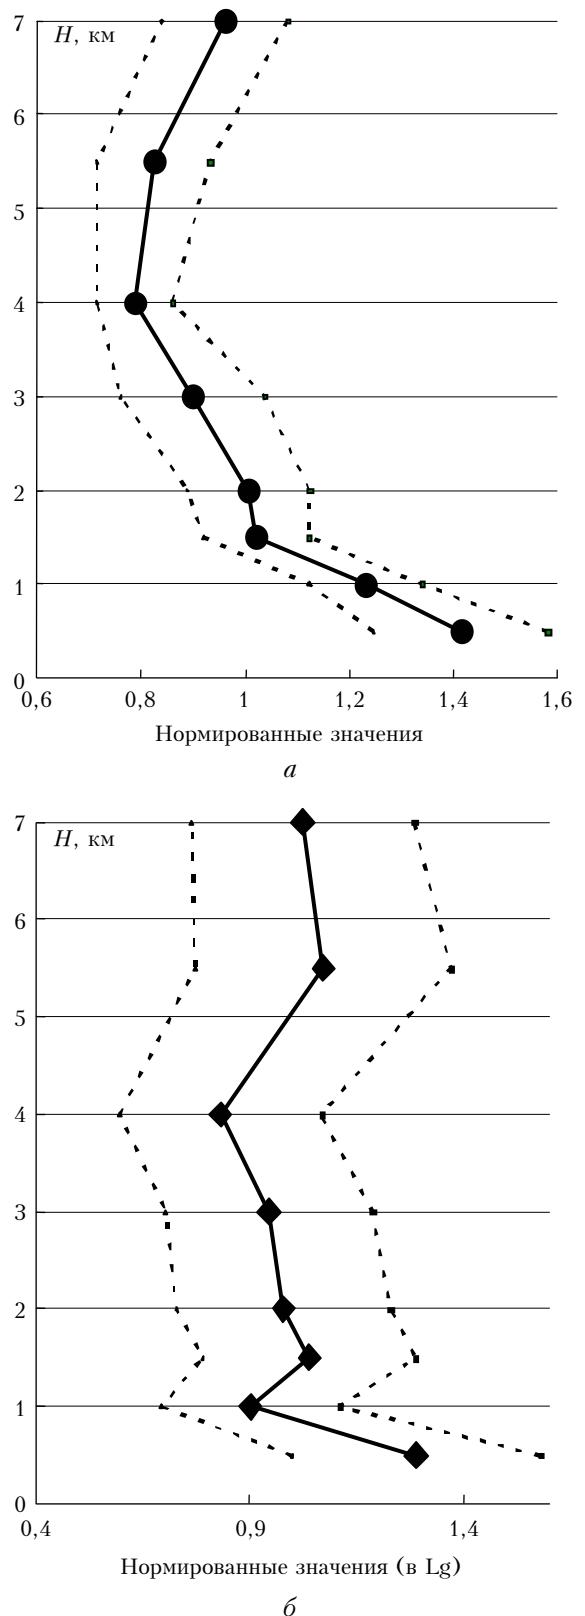 7
H, км
6
5
4
3
2
1
0
0,6 0,8 1 1,2 1,4 1,6
Нормированные значения
а
7
H, км
6
5
4
3
2
1
0
0,4 0,9 1,4
Нормированные значения (в Lg)
б